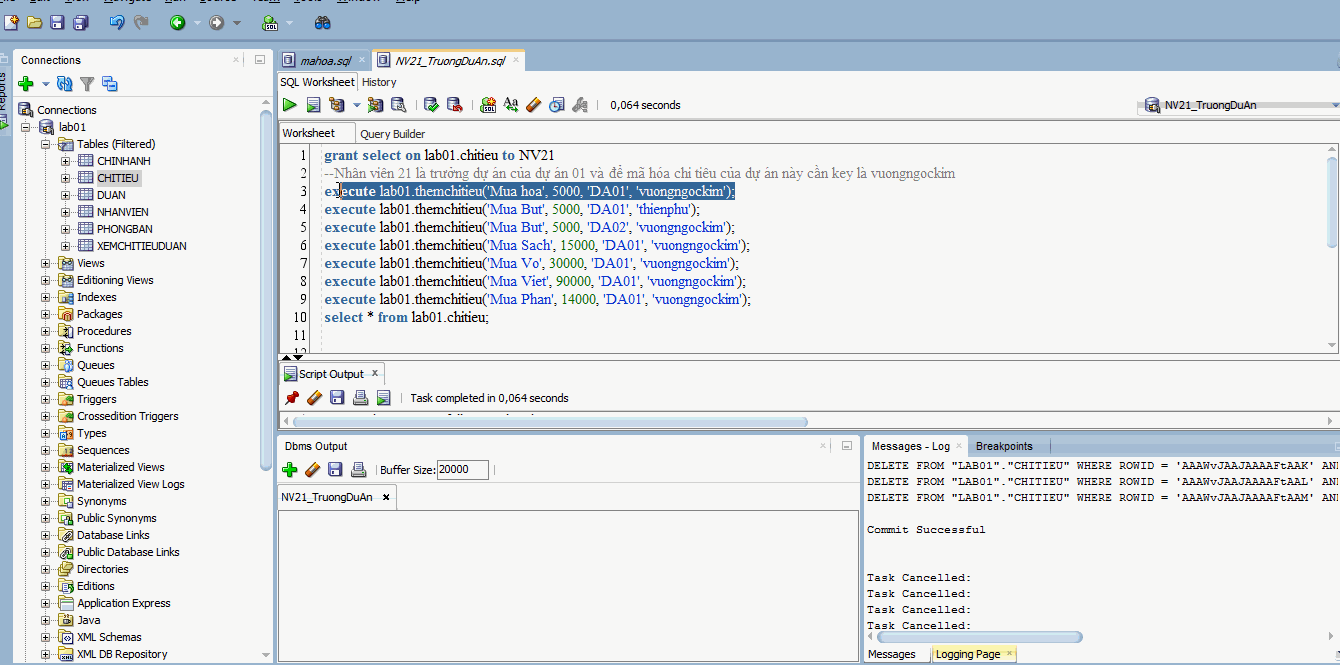 Connections
Connections
lab01
Tables (Filtered)
CHINHANH
CHITIEU
DUAN
NHANVIEN
PHONGBAN
XEMCHITIEUDUAN
Views
Editioning Views
Indexes
Packages
Procedures
Functions
Queues
Queues Tables
Triggers
Crossedition Triggers
Types
Sequences
Materialized Views
Materialized View Logs
Synonyms
Public Synonyms
Database Links
Public Database Links
Directories
Editions
Application Express
Java
XML Schemas
XML DB Repository
Reports
mahoa.sql
NV21_TruongDuAn.sql
SQL Worksheet History
0,064 seconds
NV21_TruongDuAn
Worksheet Query Builder
1 grant select on lab01.chitieu to NV21
2 --Nhân viên 21 là trưởng dự án của dự án 01 và để mã hóa chi tiêu của dự án này cần key là vuongngockim
3 execute lab01.themchitieu('Mua hoa', 5000, 'DA01', 'vuongngockim');
4 execute lab01.themchitieu('Mua But', 5000, 'DA01', 'thienphu');
5 execute lab01.themchitieu('Mua But', 5000, 'DA02', 'vuongngockim');
6 execute lab01.themchitieu('Mua Sach', 15000, 'DA01', 'vuongngockim');
7 execute lab01.themchitieu('Mua Vo', 30000, 'DA01', 'vuongngockim');
8 execute lab01.themchitieu('Mua Viet', 90000, 'DA01', 'vuongngockim');
9 execute lab01.themchitieu('Mua Phan', 14000, 'DA01', 'vuongngockim');
10 select * from lab01.chitieu;
11
12
Script Output
Task completed in 0,064 seconds
Dbms Output
Buffer Size: 20000
NV21_TruongDuAn
Messages - Log
Breakpoints
DELETE FROM "LAB01"."CHITIEU" WHERE ROWID = 'AAAWvJAAJAAAAFtAAK' AN
DELETE FROM "LAB01"."CHITIEU" WHERE ROWID = 'AAAWvJAAJAAAAFtAAL' AN
DELETE FROM "LAB01"."CHITIEU" WHERE ROWID = 'AAAWvJAAJAAAAFtAAM' AN
Commit Successful
Task Cancelled:
Task Cancelled:
Task Cancelled:
Task Cancelled:
Messages
Logging Page